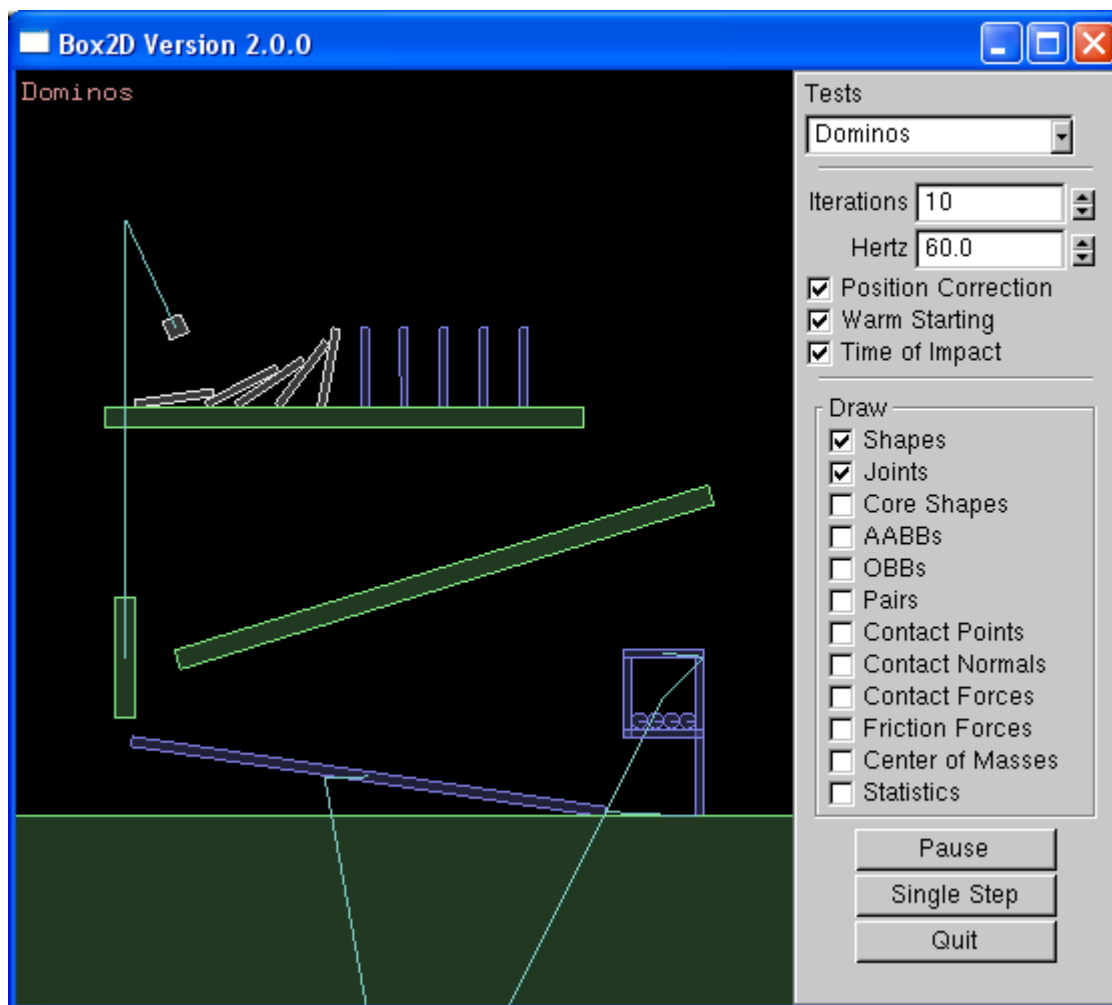 Box2D Version 2.0.0
Dominos
Tests
Dominos
Iterations 10
Hertz 60.0
Position Correction
Warm Starting
Time of Impact
Draw
Shapes
Joints
Core Shapes
AABBs
OBBs
Pairs
Contact Points
Contact Normals
Contact Forces
Friction Forces
Center of Masses
Statistics
Pause
Single Step
Quit